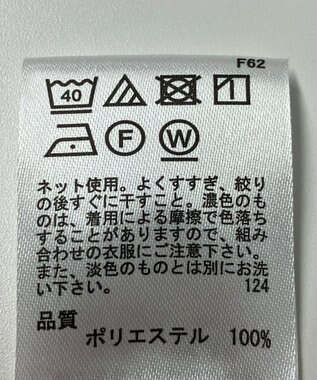 F62
40
F W
ネット使用。よくすすぎ、絞り
の後すぐに干すこと。濃色のも
のは、着用による摩擦で色落ち
することがありますので、組み
合わせの衣服にご注意下さい。
また、淡色のものとは別にお洗
い下さい。 124
品質
ポリエステル 100%